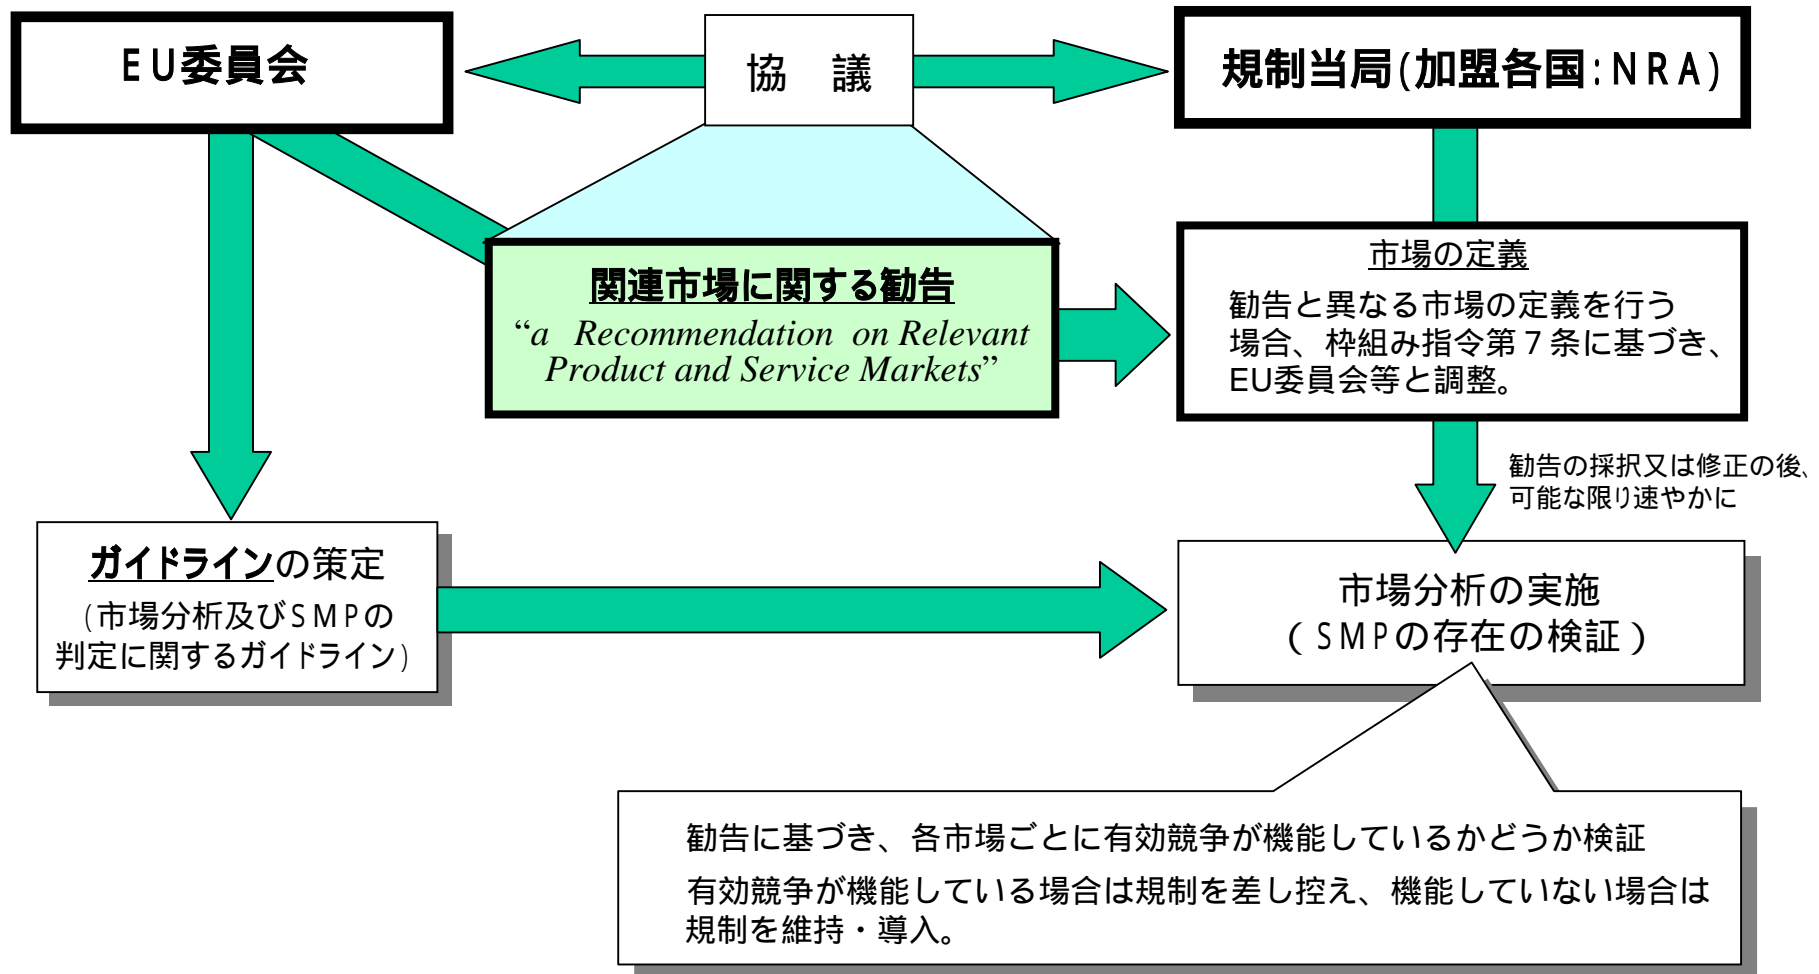 EU委員会
協　議
規制当局(加盟各国:NRA)
関連市場に関する勧告
“a Recommendation on Relevant
Product and Service Markets”
市場の定義
勧告と異なる市場の定義を行う
場合、枠組み指令第７条に基づき、
EU委員会等と調整。
勧告の採択又は修正の後、
可能な限り速やかに
ガイドラインの策定
(市場分析及びSMPの
判定に関するガイドライン)
市場分析の実施
（SMPの存在の検証）
勧告に基づき、各市場ごとに有効競争が機能しているかどうか検証
有効競争が機能している場合は規制を差し控え、機能していない場合は
規制を維持・導入。